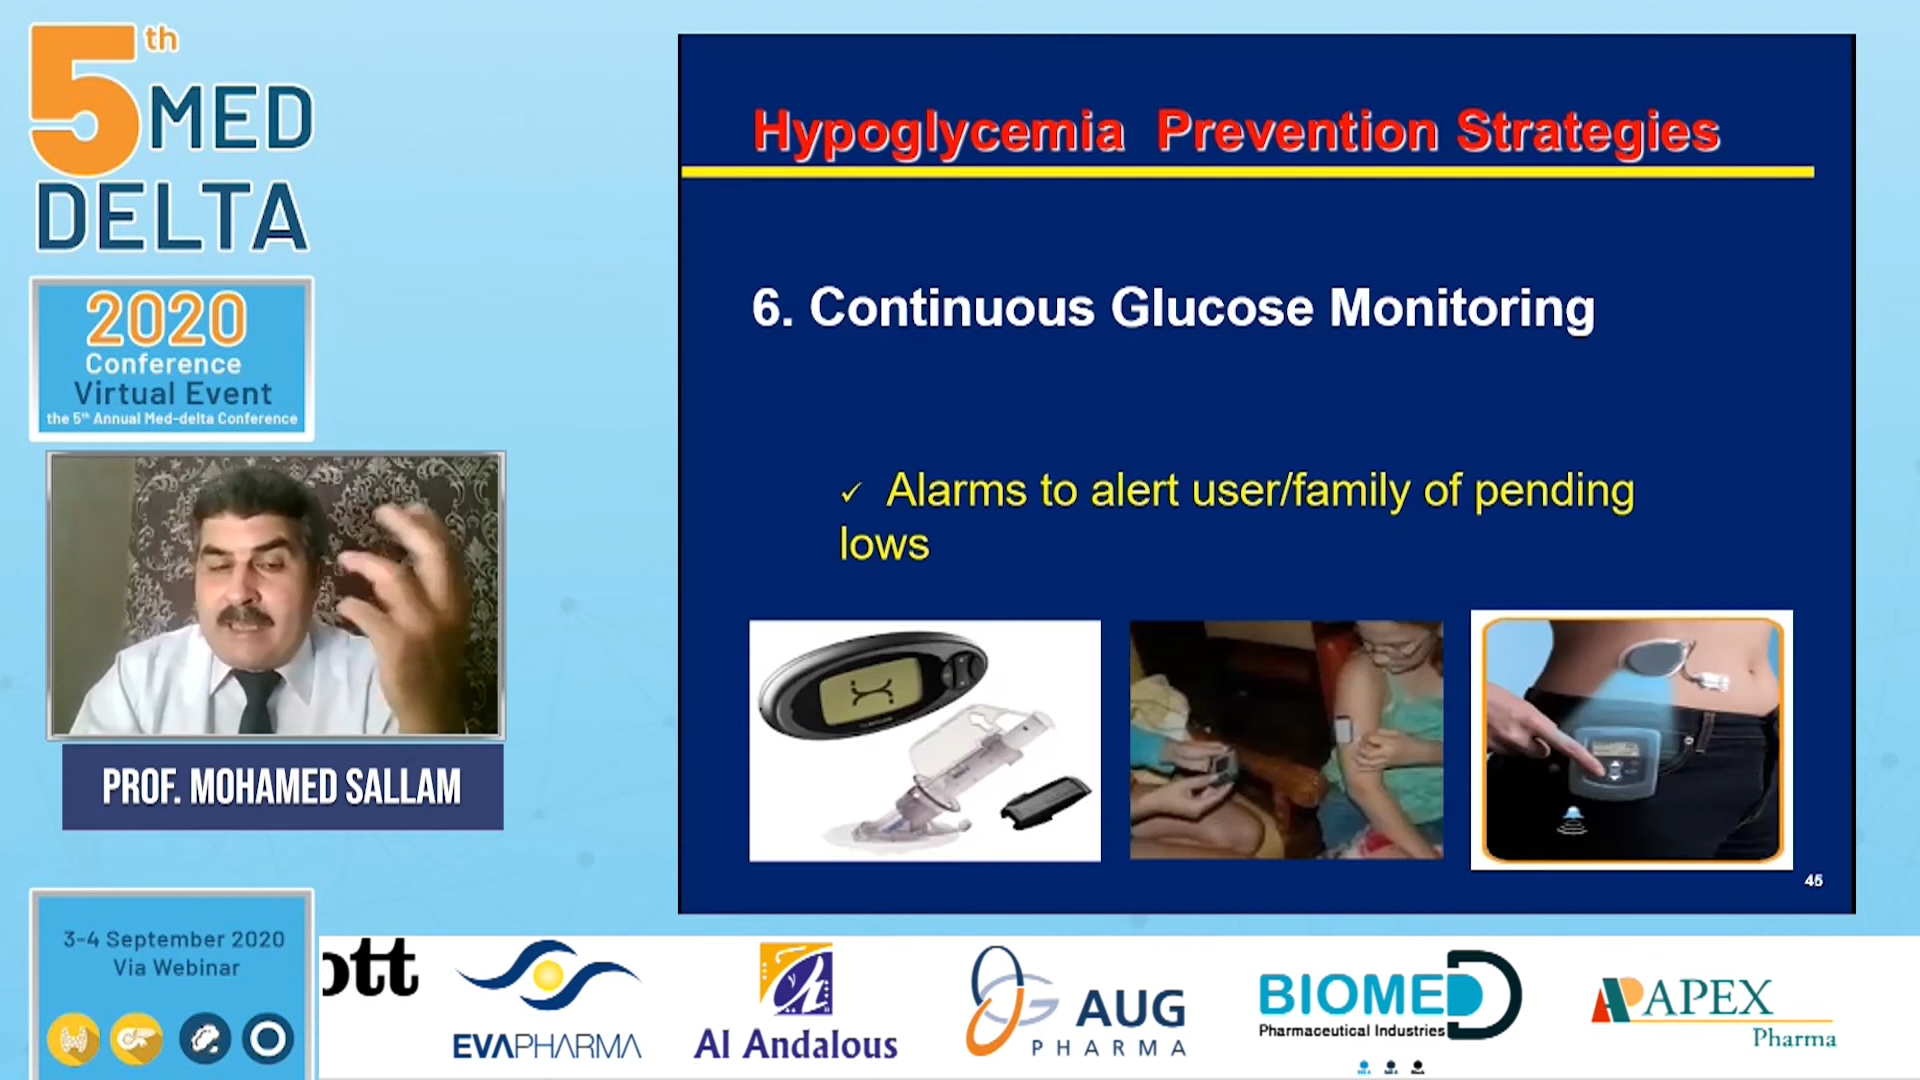 5th MED
DELTA
2020
Conference
Virtual Event
the 5th Annual Med-delta Conference
PROF. MOHAMED SALLAM
3-4 September 2020
Via Webinar
Hypoglycemia Prevention Strategies
6. Continuous Glucose Monitoring
✓ Alarms to alert user/family of pending
lows
45
ott
EVAPHARMA
Al Andalous
AUG
PHARMA
BIOMED
Pharmaceutical Industries
APEX
Pharma